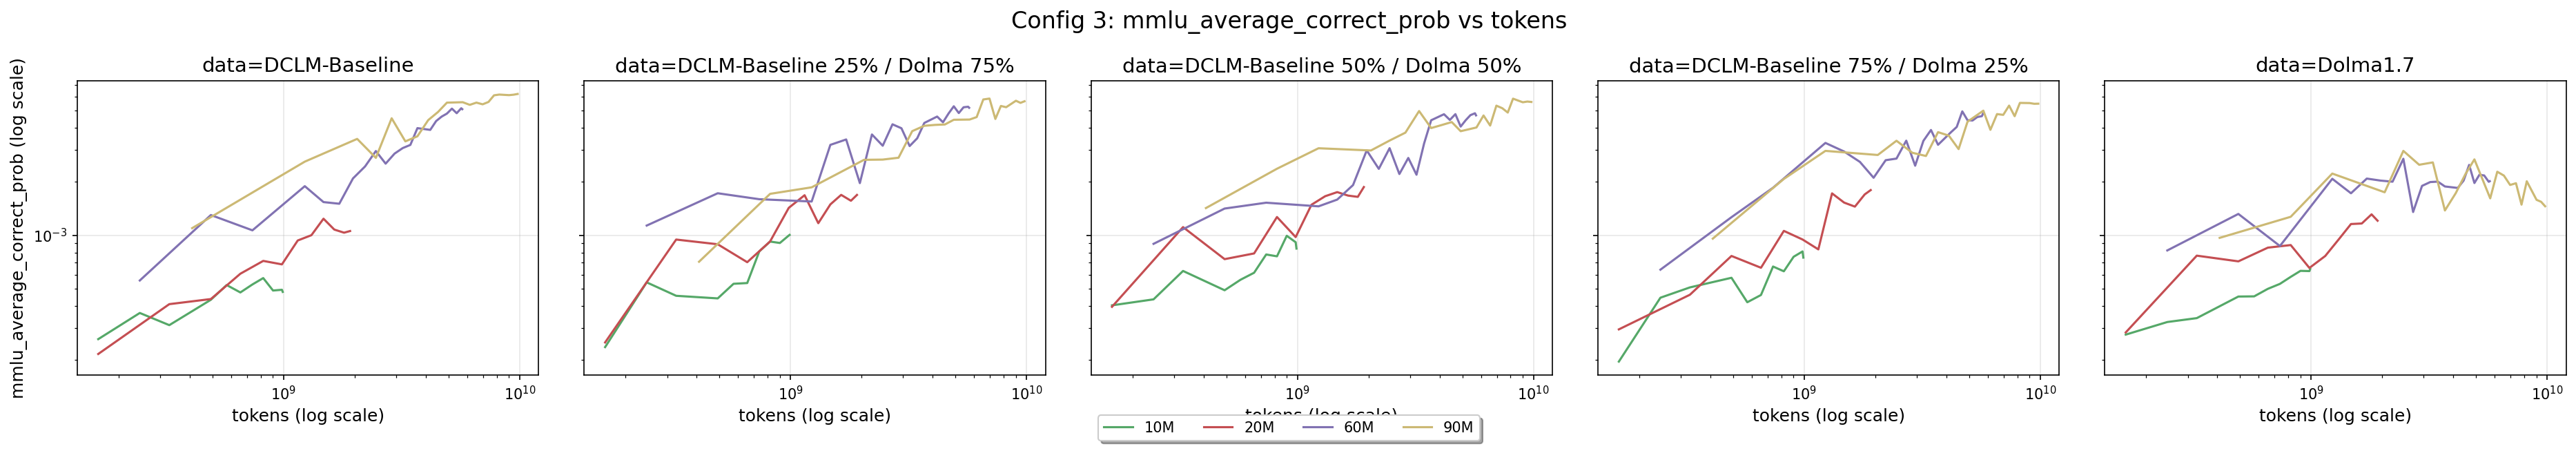 Config 3: mmlu_average_correct_prob vs tokens
data=DCLM-Baseline
data=DCLM-Baseline 25% / Dolma 75%
data=DCLM-Baseline 50% / Dolma 50%
data=DCLM-Baseline 75% / Dolma 25%
data=Dolma1.7
mmlu_average_correct_prob (log scale)
10⁻³
10⁹ 10¹⁰
10⁹ 10¹⁰
10⁹ 10¹⁰
10⁹ 10¹⁰
10⁹ 10¹⁰
tokens (log scale)
tokens (log scale)
tokens (log scale)
tokens (log scale)
tokens (log scale)
10M 20M 60M 90M